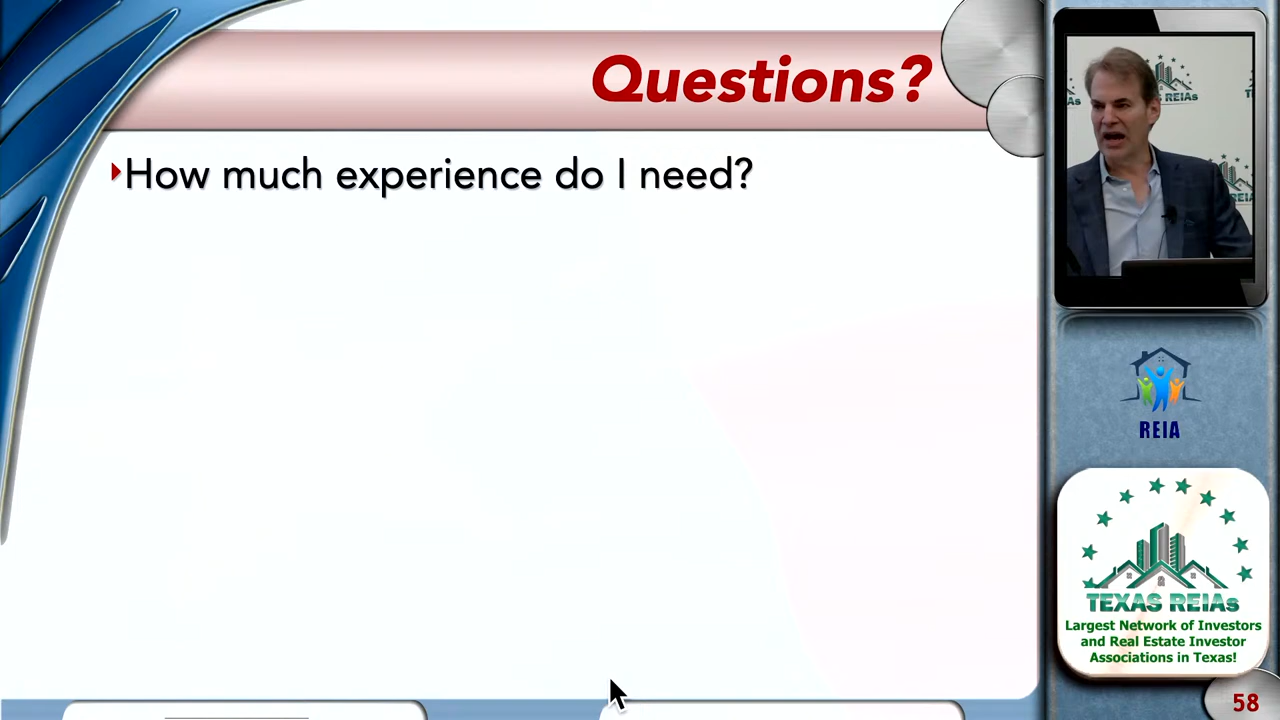 Questions?
How much experience do I need?
REIAs
REIA
TEXAS REIAs
Largest Network of Investors
and Real Estate Investor
Associations in Texas!
58